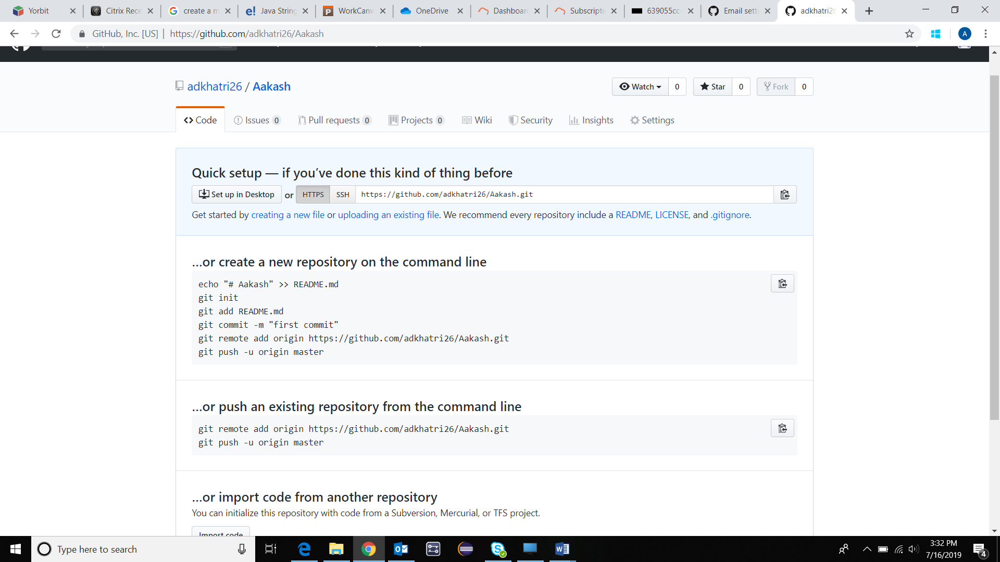 Yorbit
Citrix Rece
create a m
Java String
WorkCanv
OneDrive
Dashboar
Subscripti
639055cc-
Email sett
adkhatri26
GitHub, Inc. [US] | https://github.com/adkhatri26/Aakash
A
adkhatri26 / Aakash
Watch 0
Star 0
Fork 0
Code
Issues 0
Pull requests 0
Projects 0
Wiki
Security
Insights
Settings
Quick setup — if you’ve done this kind of thing before
Set up in Desktop or HTTPS SSH https://github.com/adkhatri26/Aakash.git
Get started by creating a new file or uploading an existing file. We recommend every repository include a README, LICENSE, and .gitignore.
…or create a new repository on the command line
echo "# Aakash" >> README.md
git init
git add README.md
git commit -m "first commit"
git remote add origin https://github.com/adkhatri26/Aakash.git
git push -u origin master
…or push an existing repository from the command line
git remote add origin https://github.com/adkhatri26/Aakash.git
git push -u origin master
…or import code from another repository
You can initialize this repository with code from a Subversion, Mercurial, or TFS project.
Import code
Type here to search
3:32 PM
7/16/2019
4